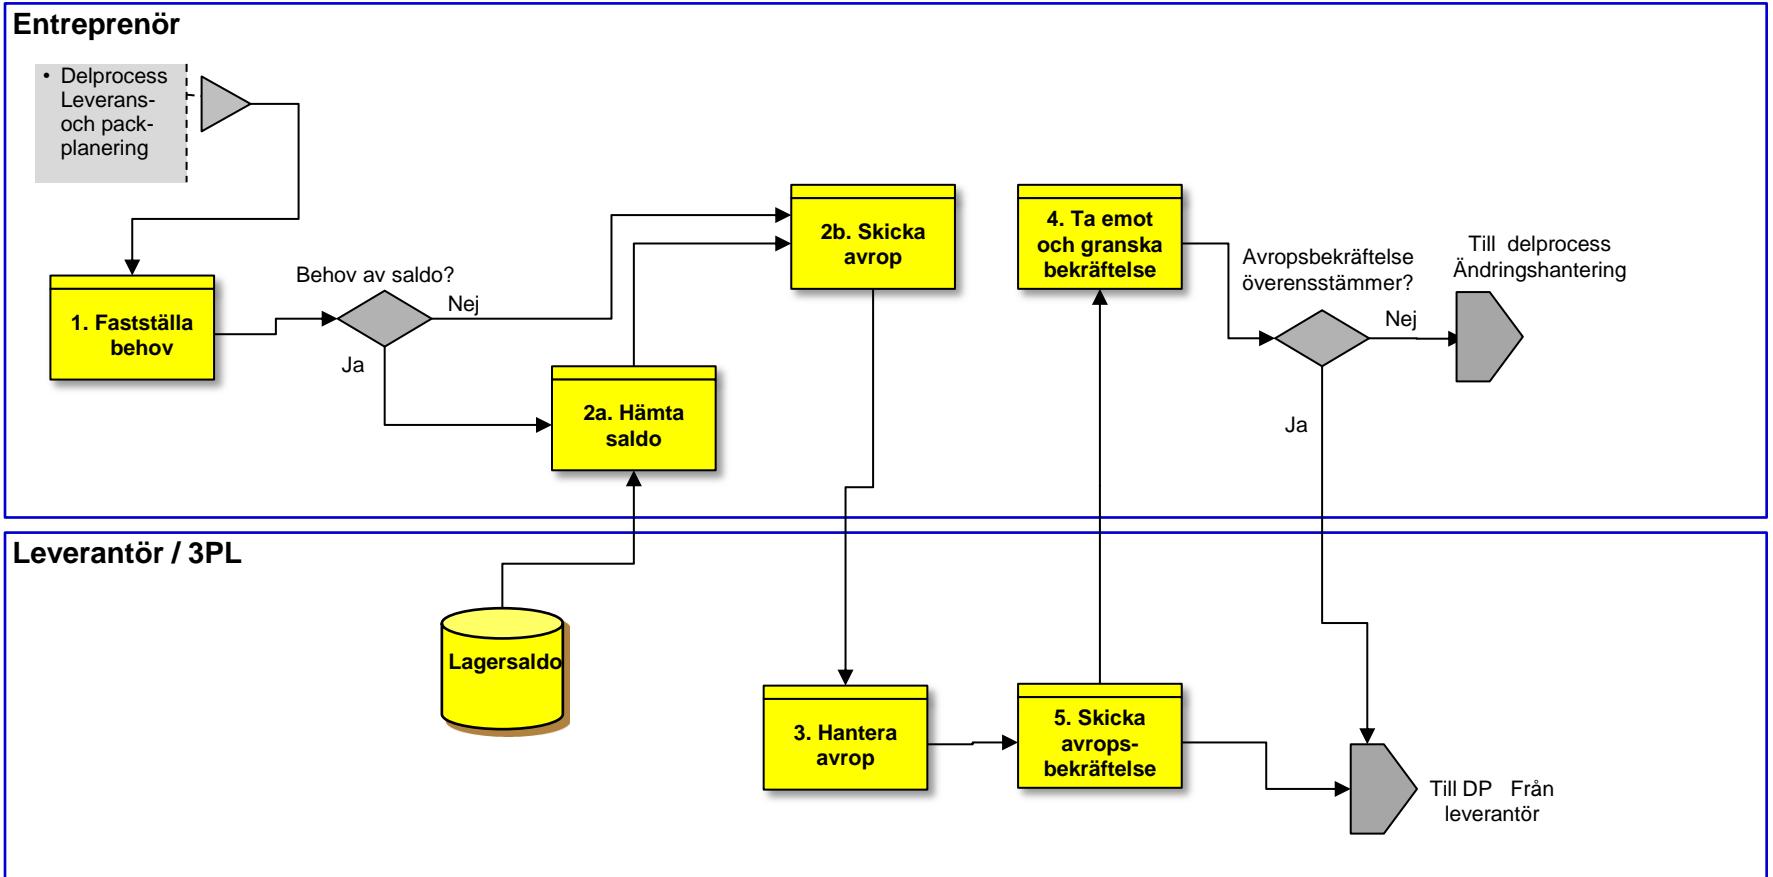 Entreprenör
• Delprocess
Leverans-
och pack-
planering
1. Fastställa
behov
Behov av saldo?
Nej
Ja
2a. Hämta
saldo
2b. Skicka
avrop
4. Ta emot
och granska
bekräftelse
Avropsbekräftelse
överensstämmer?
Nej
Ja
Till delprocess
Ändringshantering
Leverantör / 3PL
Lagersaldo
3. Hantera
avrop
5. Skicka
avrops-
bekräftelse
Till DP Från
leverantör